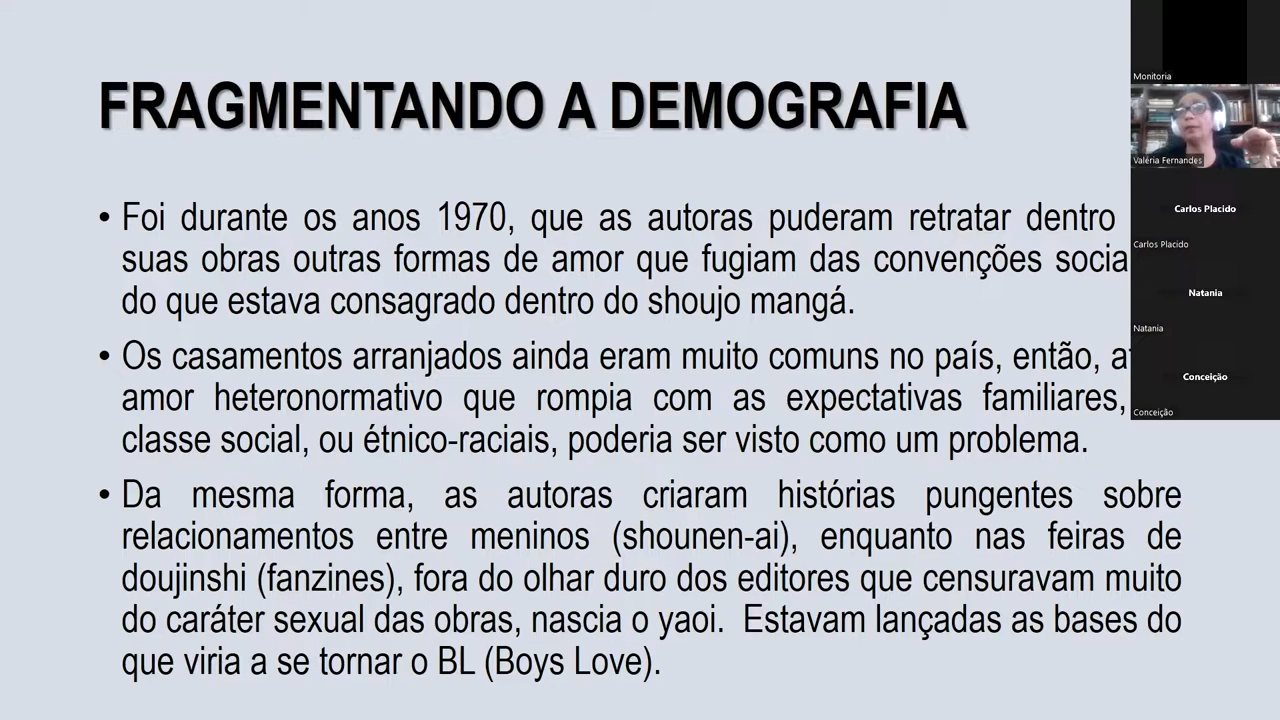 FRAGMENTANDO A DEMOGRAFIA
• Foi durante os anos 1970, que as autoras puderam retratar dentro
suas obras outras formas de amor que fugiam das convenções
do que estava consagrado dentro do shoujo mangá.
• Os casamentos arranjados ainda eram muito comuns no país, então,
amor heteronormativo que rompia com as expectativas familiares,
classe social, ou étnico-raciais, poderia ser visto como um problema.
• Da mesma forma, as autoras criaram histórias pungentes sobre
relacionamentos entre meninos (shounen-ai), enquanto nas feiras de
doujinshi (fanzines), fora do olhar duro dos editores que censuravam muito
do caráter sexual das obras, nascia o yaoi. Estavam lançadas as bases do
que viria a se tornar o BL (Boys Love).
Monitoria
Valéria Fernandes
Carlos Placido
Carlos Placido
Natania
Natania
Conceição
Conceição